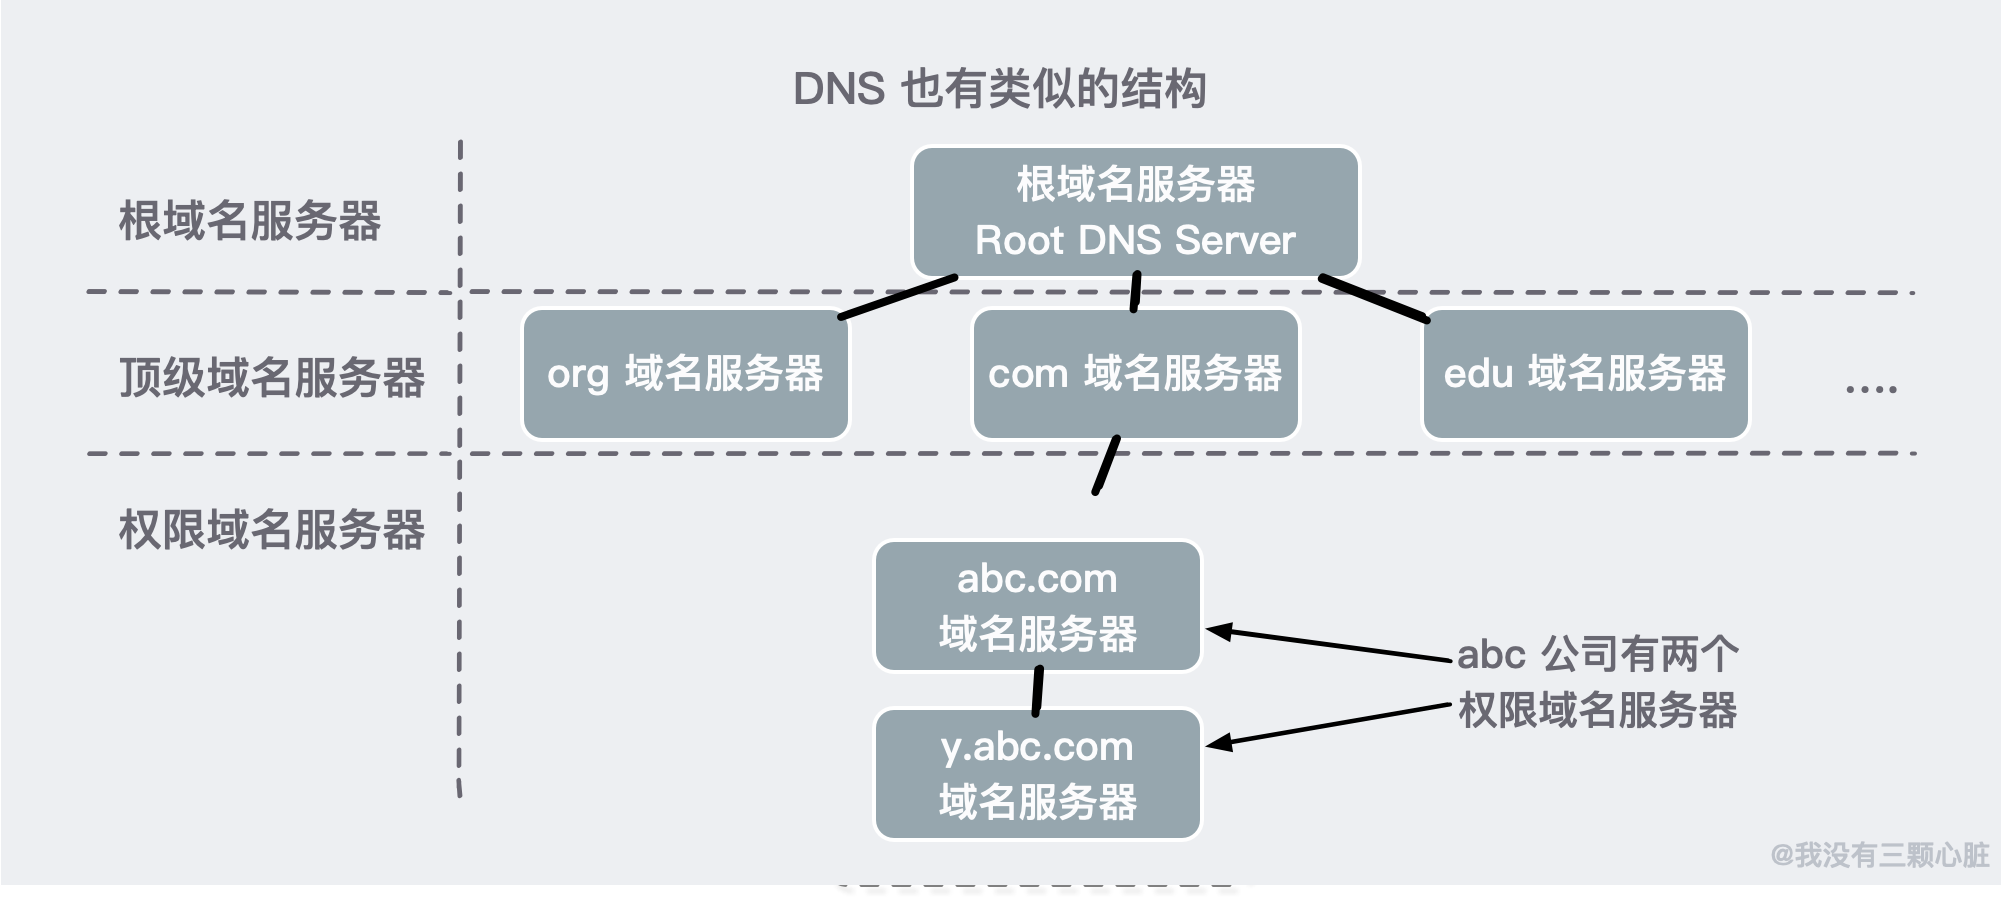 DNS 也有类似的结构
根域名服务器
根域名服务器
Root DNS Server
顶级域名服务器
org 域名服务器
com 域名服务器
edu 域名服务器
....
权限域名服务器
abc.com
域名服务器
abc 公司有两个
权限域名服务器
y.abc.com
域名服务器
@我没有三颗心脏